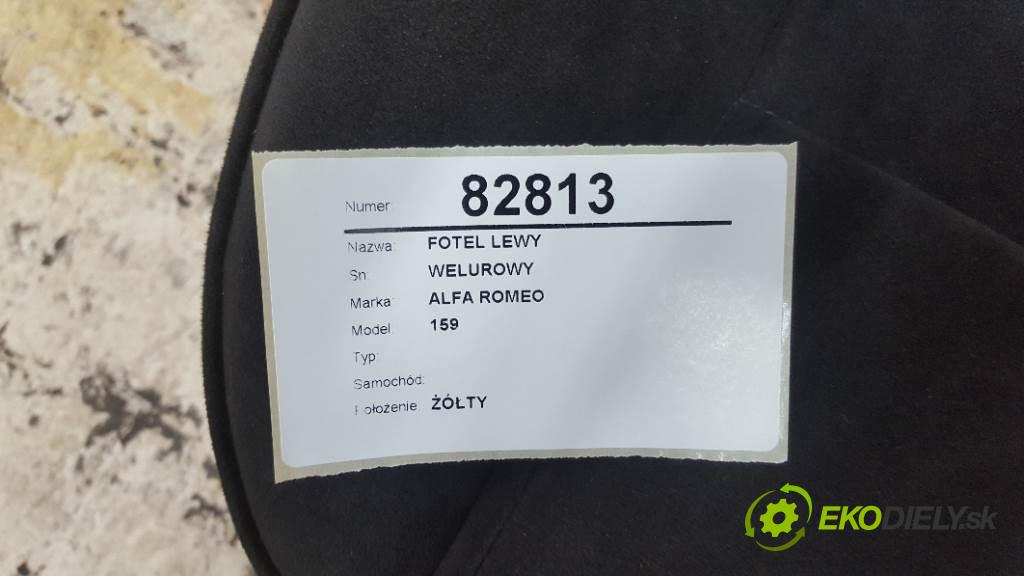 Numer: 82813
Nazwa: FOTEL LEWY
Sn: WELUROWY
Marka: ALFA ROMEO
Model: 159
Typ:
Samochód:
Położenie ŻÓŁTY
EKODIELY.sk